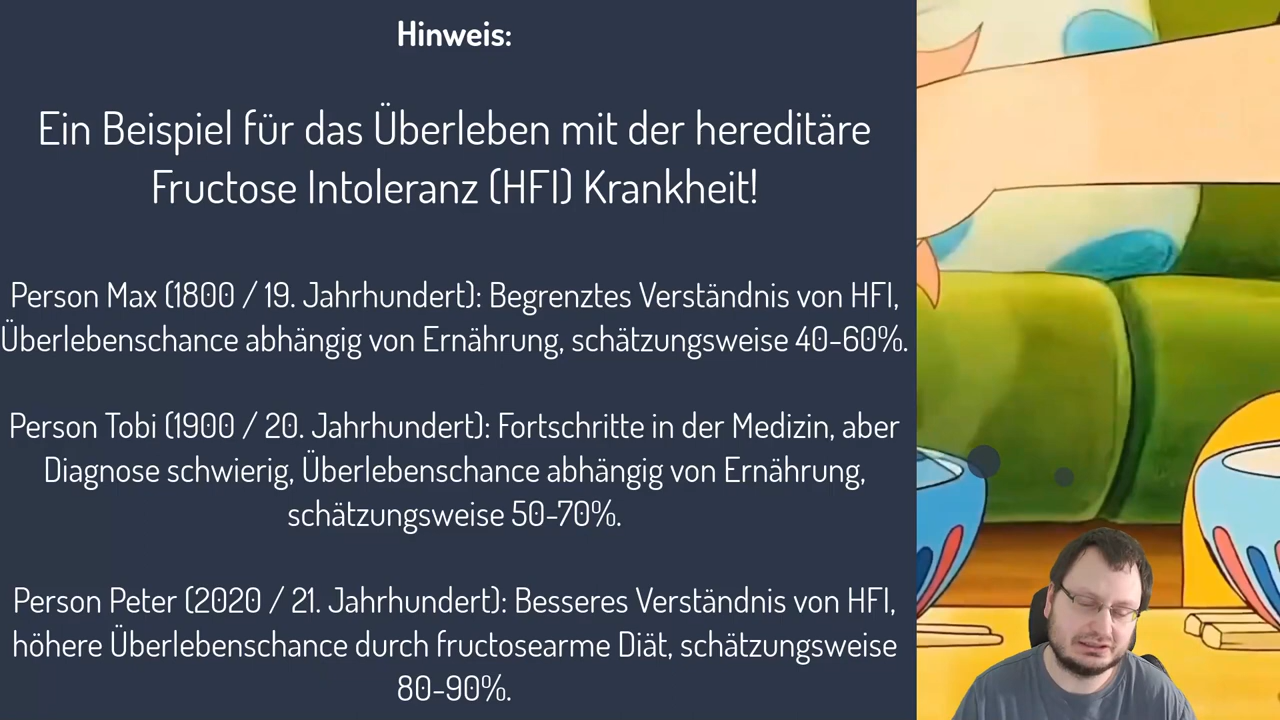 Hinweis:
Ein Beispiel für das Überleben mit der hereditäre
Fructose Intoleranz (HFI) Krankheit!
Person Max (1800 / 19. Jahrhundert): Begrenztes Verständnis von HFI,
Überlebenschance abhängig von Ernährung, schätzungsweise 40-60%.
Person Tobi (1900 / 20. Jahrhundert): Fortschritte in der Medizin, aber
Diagnose schwierig, Überlebenschance abhängig von Ernährung,
schätzungsweise 50-70%.
Person Peter (2020 / 21. Jahrhundert): Besseres Verständnis von HFI,
höhere Überlebenschance durch fructosearme Diät, schätzungsweise
80-90%.